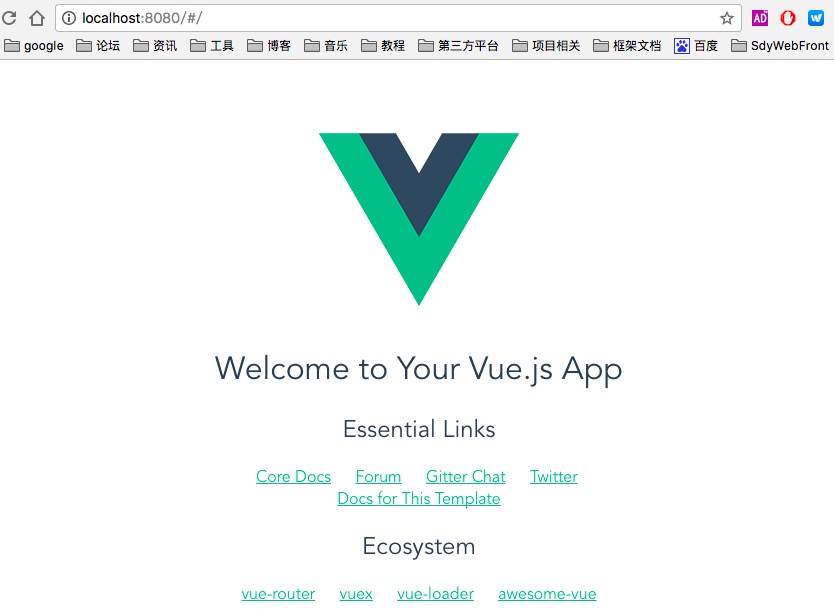 localhost:8080/#/
AD
google 论坛 资讯 工具 博客 音乐 教程 第三方平台 项目相关 框架文档 百度 SdyWebFront
Welcome to Your Vue.js App
Essential Links
Core Docs Forum Gitter Chat Twitter
Docs for This Template
Ecosystem
vue-router vuex vue-loader awesome-vue